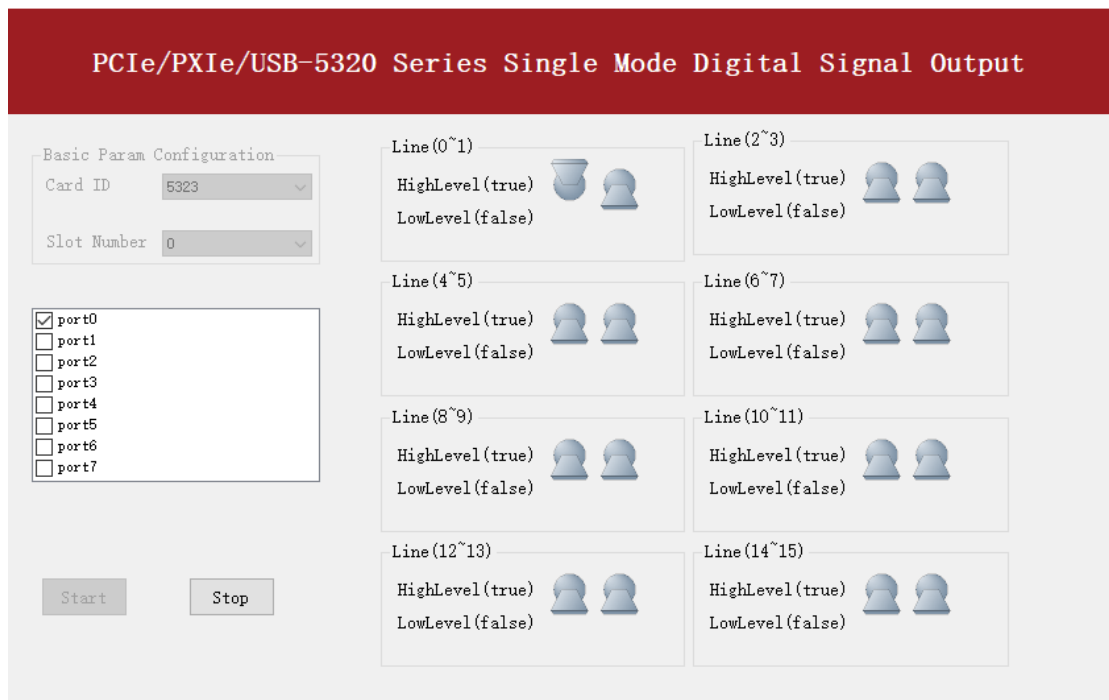 PCIe/PXIe/USB-5320 Series Single Mode Digital Signal Output
Basic Param Configuration
Card ID 5323
Slot Number 0
port0
port1
port2
port3
port4
port5
port6
port7
Start Stop
Line(0~1)
HighLevel(true)
LowLevel(false)
Line(2~3)
HighLevel(true)
LowLevel(false)
Line(4~5)
HighLevel(true)
LowLevel(false)
Line(6~7)
HighLevel(true)
LowLevel(false)
Line(8~9)
HighLevel(true)
LowLevel(false)
Line(10~11)
HighLevel(true)
LowLevel(false)
Line(12~13)
HighLevel(true)
LowLevel(false)
Line(14~15)
HighLevel(true)
LowLevel(false)